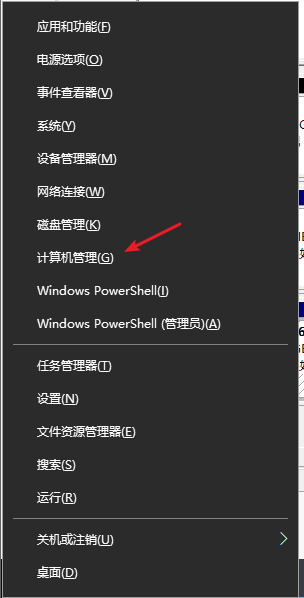 应用和功能(F)
电源选项(O)
事件查看器(V)
系统(Y)
设备管理器(M)
网络连接(W)
磁盘管理(K)
计算机管理(G)
Windows PowerShell(I)
Windows PowerShell (管理员)(A)
任务管理器(T)
设置(N)
文件资源管理器(E)
搜索(S)
运行(R)
关机或注销(U)
桌面(D)